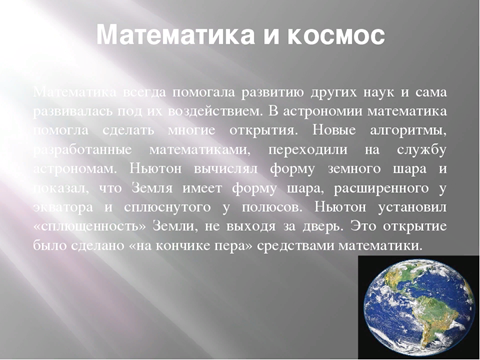 Математика и космос
Математика всегда помогала развитию других наук и сама
развивалась под их воздействием. В астрономии математика
помогла сделать многие открытия. Новые алгоритмы,
разработанные математиками, переходили на службу
астрономам. Ньютон вычислял форму земного шара и
показал, что Земля имеет форму шара, расширенного у
экватора и сплюснутого у полюсов. Ньютон установил
«сплющенность» Земли, не выходя за дверь. Это открытие
было сделано «на кончике пера» средствами математики.